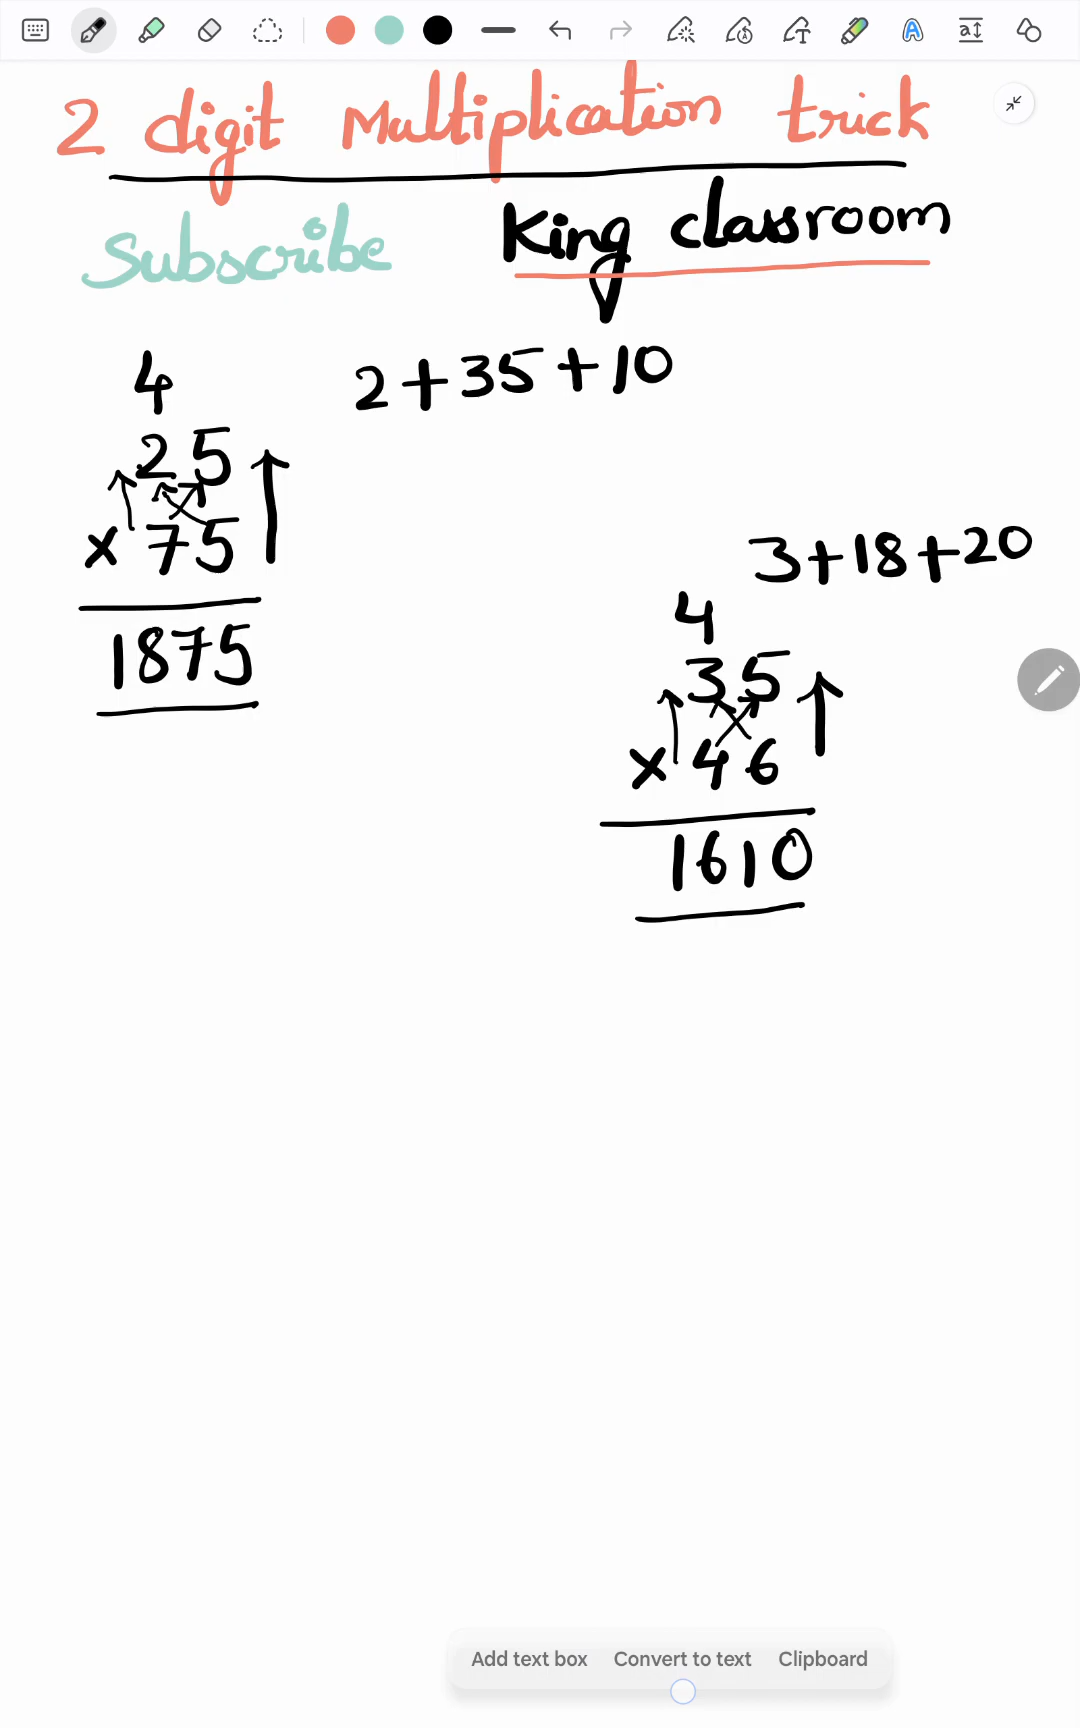 2 digit Multiplication trick
Subscribe King classroom
4 2+35+10
25
x 75
1875
3+18+20
4
35
x 46
1610
Add text box Convert to text Clipboard